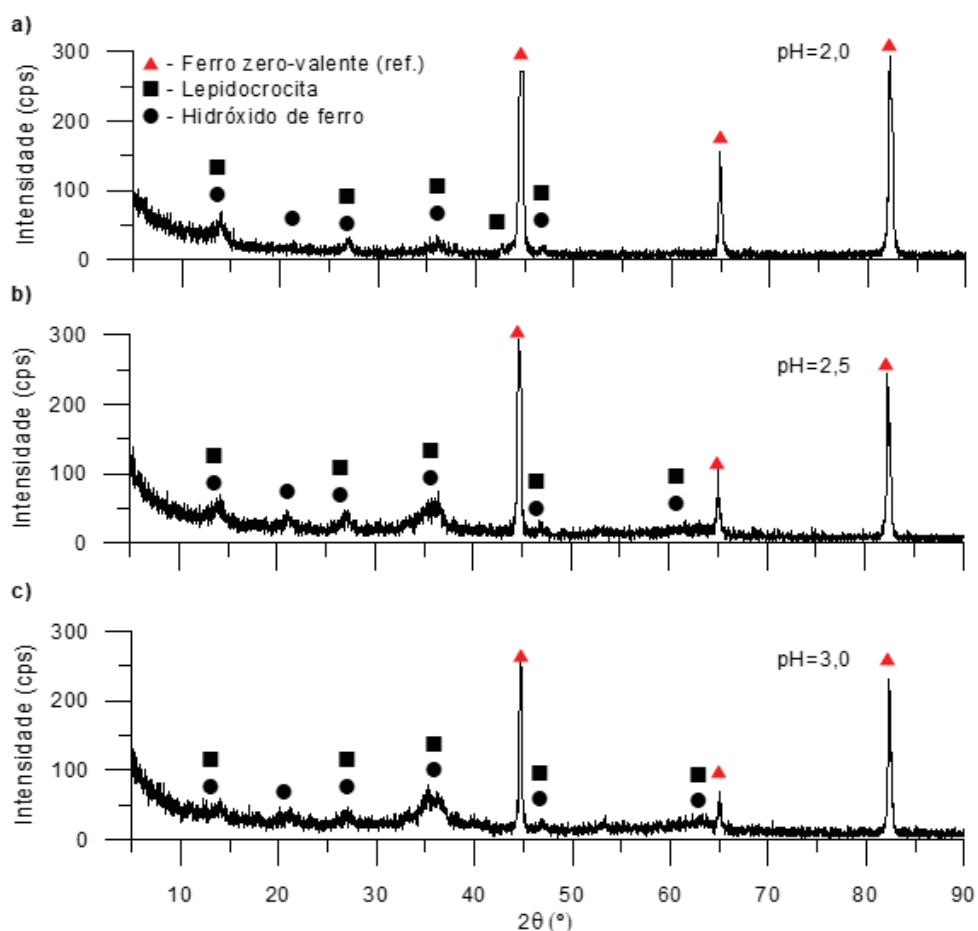 a)
Intensidade (cps)
300
200
100
0
▲ - Ferro zero-valente (ref.)
■ - Lepidocrocita
● - Hidróxido de ferro
pH=2,0
b)
Intensidade (cps)
300
200
100
0
pH=2,5
c)
Intensidade (cps)
300
200
100
0
pH=3,0
10 20 30 40 50 60 70 80 90
2θ (°)